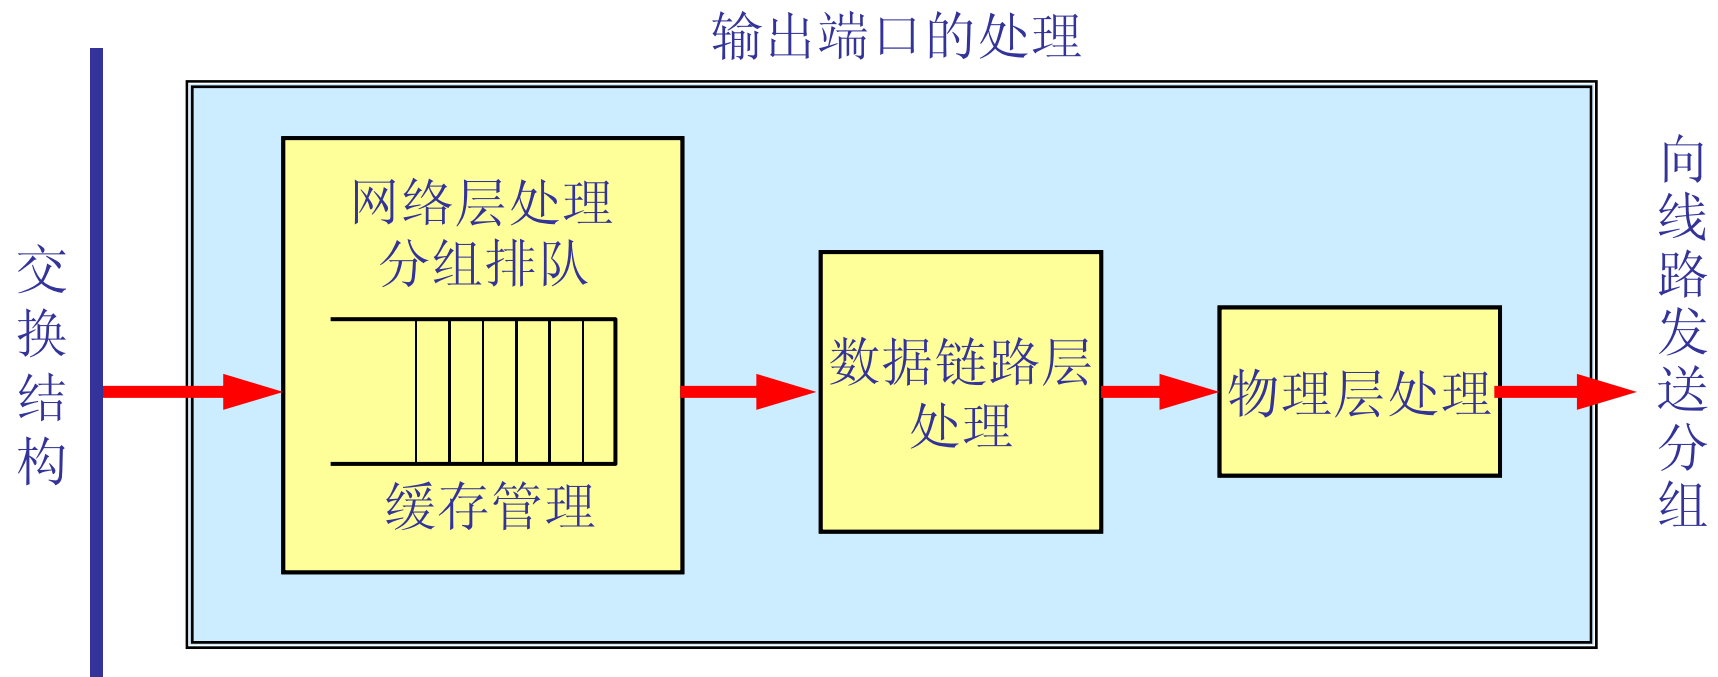 输出端口的处理
交换结构
网络层处理
分组排队
缓存管理
数据链路层
处理
物理层处理
向线路发送分组